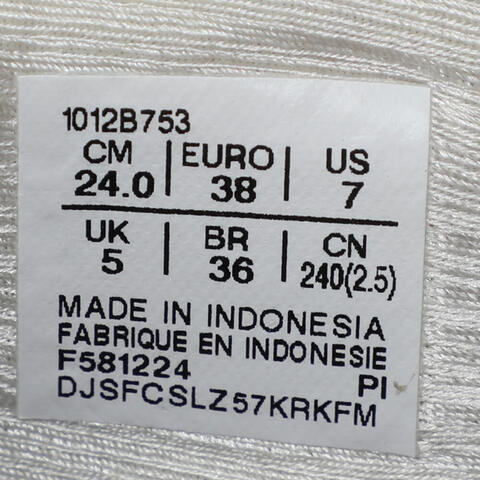 1012B753
CM | EURO | US
24.0 | 38 | 7
UK | BR | CN
5 | 36 | 240(2.5)
MADE IN INDONESIA
FABRIQUE EN INDONESIE
F581224 PI
DJSFCSLZ57KRKFM